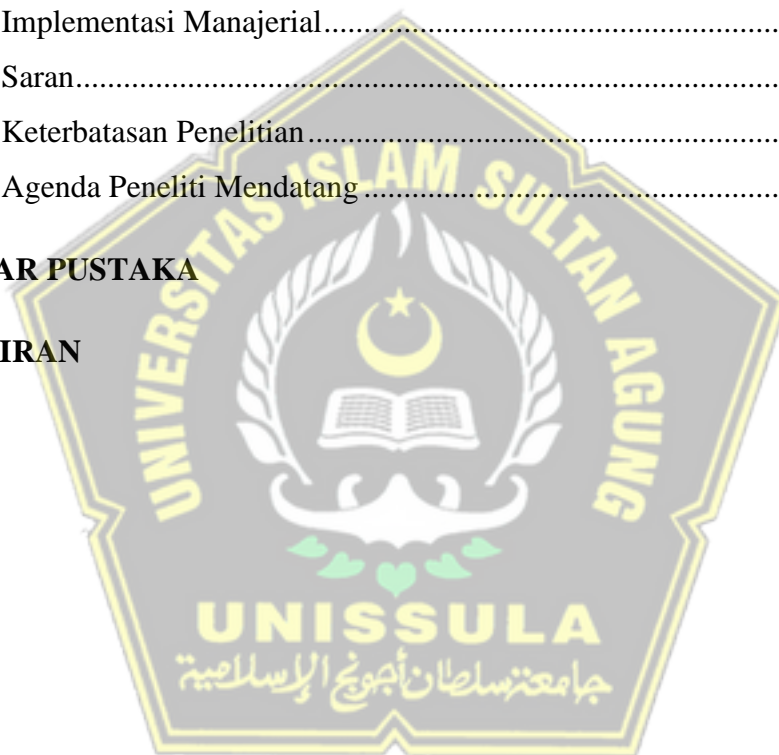 Implementasi Manajerial..............................................................................
Saran..............................................................................
Keterbatasan Penelitian..............................................................................
Agenda Peneliti Mendatang..............................................................................
AR PUSTAKA
IRAN
UNIVERSITAS ISLAM SULTAN AGUNG
UNISSULA
جامعة سلطان أجونج الإسلامية